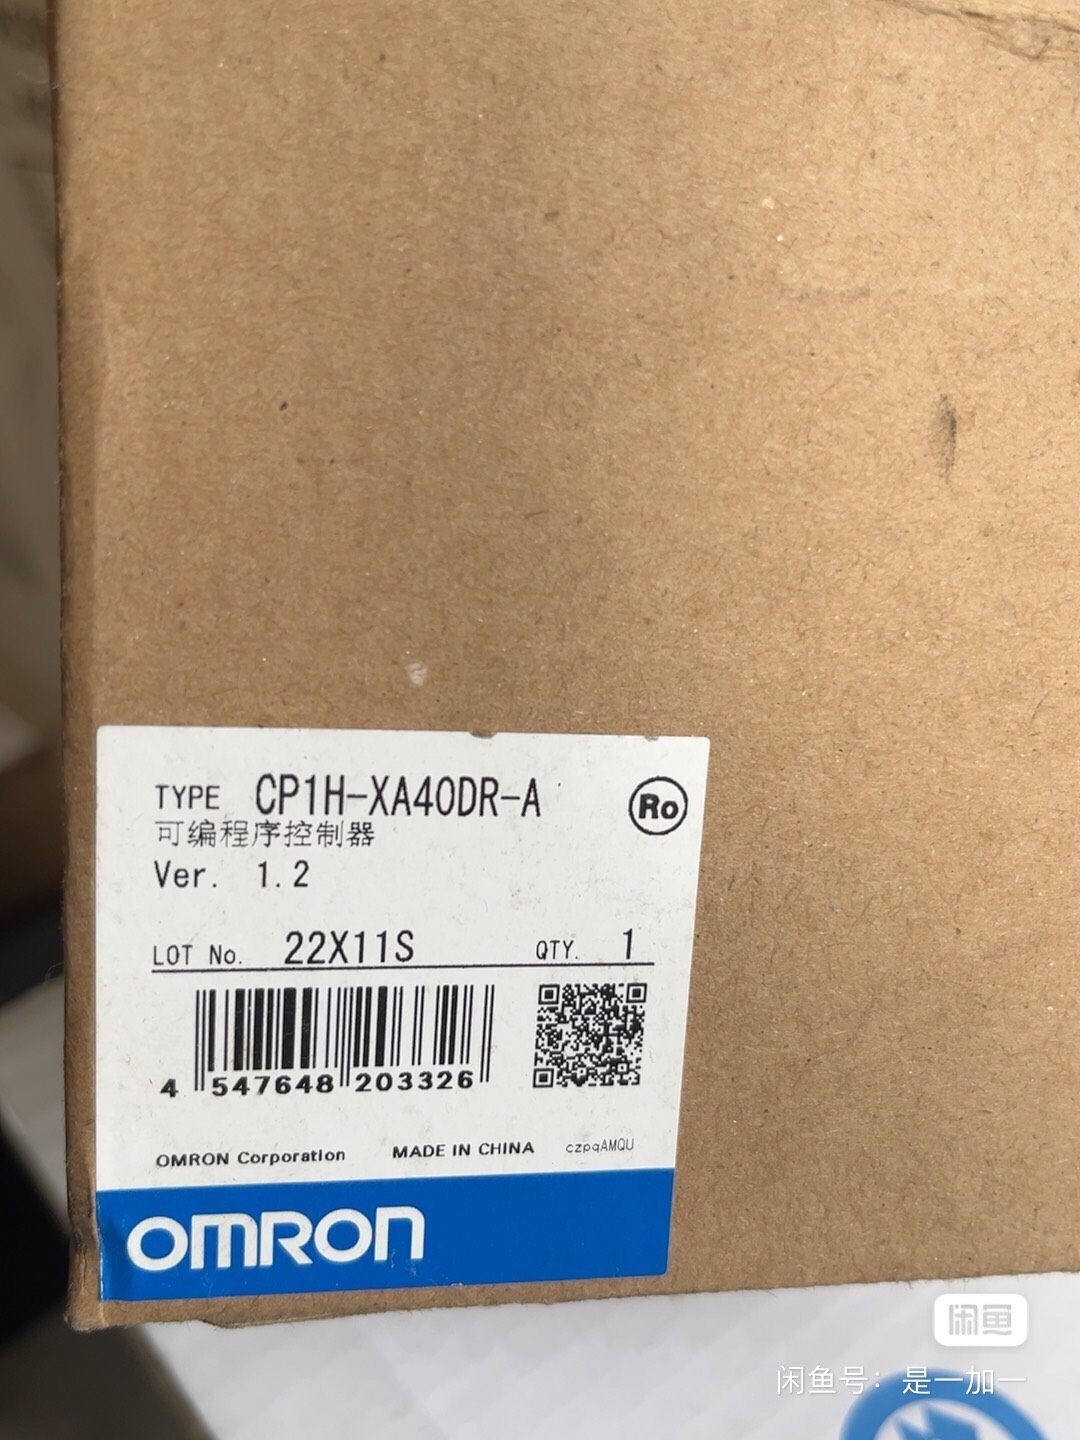 TYPE CP1H-XA40DR-A
Ro
可编程序控制器
Ver. 1.2
LOT No. 22X11S QTY. 1
4 547648 203326
OMRON Corporation MADE IN CHINA czpqAMQU
OMRON
闲鱼
闲鱼号：是一加一